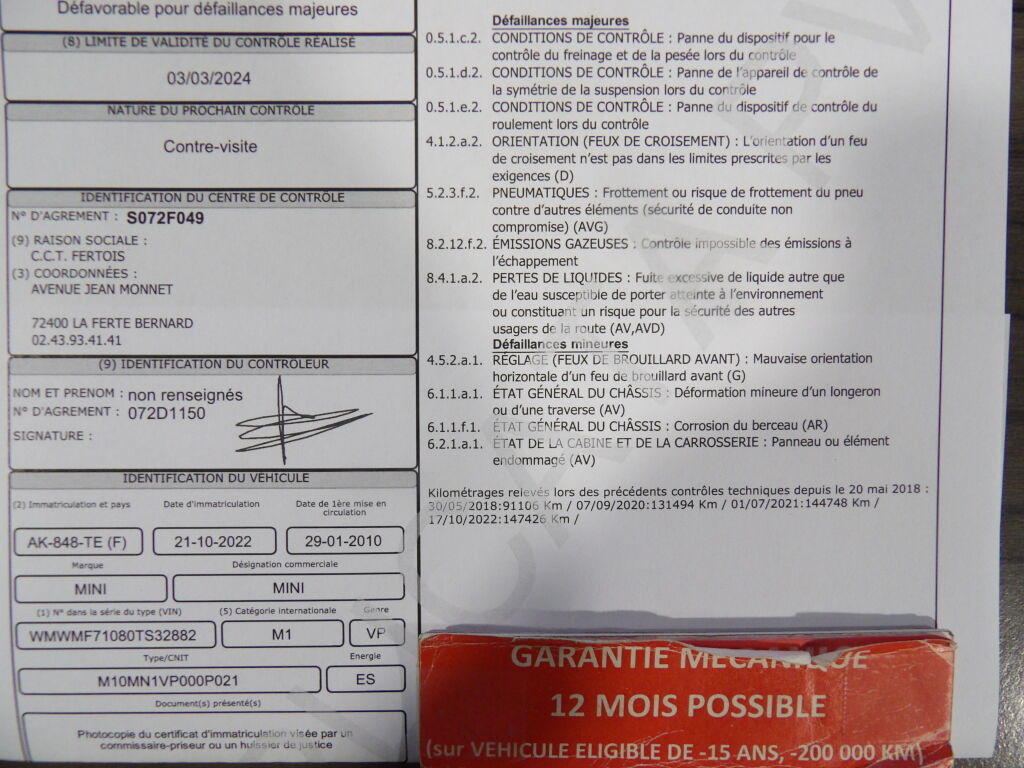 Défavorable pour défaillances majeures
(8) LIMITE DE VALIDITÉ DU CONTRÔLE RÉALISÉ
03/03/2024
NATURE DU PROCHAIN CONTRÔLE
Contre-visite
IDENTIFICATION DU CENTRE DE CONTRÔLE
N° D'AGREMENT : S072F049
(9) RAISON SOCIALE :
C.C.T. FERTOIS
(3) COORDONNÉES :
AVENUE JEAN MONNET
72400 LA FERTE BERNARD
02.43.93.41.41
(9) IDENTIFICATION DU CONTRÔLEUR
NOM ET PRENOM : non renseignés
N° D'AGREMENT : 072D1150
SIGNATURE :
IDENTIFICATION DU VÉHICULE
(2) Immatriculation et pays Date d'immatriculation Date de 1ère mise en
circulation
AK-848-TE (F) 21-10-2022 29-01-2010
Marque Désignation commerciale
MINI MINI
(1) N° dans la série du type (VIN) (5) Catégorie internationale Genre
WMWMF71080TS32882 M1 VP
Type/CNIT Energie
M10MN1VP000P021 ES
Document(s) présenté(s)
Photocopie du certificat d'immatriculation visée par un
commissaire-priseur ou un huissier de justice
Défaillances majeures
0.5.1.c.2. CONDITIONS DE CONTRÔLE : Panne du dispositif pour le
contrôle du freinage et de la pesée lors du contrôle
0.5.1.d.2. CONDITIONS DE CONTRÔLE : Panne de l'appareil de contrôle de
la symétrie de la suspension lors du contrôle
0.5.1.e.2. CONDITIONS DE CONTRÔLE : Panne du dispositif de contrôle du
roulement lors du contrôle
4.1.2.a.2. ORIENTATION (FEUX DE CROISEMENT) : L'orientation d'un feu
de croisement n'est pas dans les limites prescrites par les
exigences (D)
5.2.3.f.2. PNEUMATIQUES : Frottement ou risque de frottement du pneu
contre d'autres éléments (sécurité de conduite non
compromise) (AVG)
8.2.12.f.2. ÉMISSIONS GAZEUSES : Contrôle impossible des émissions à
l'échappement
8.4.1.a.2. PERTES DE LIQUIDES : Fuite excessive de liquide autre que
de l'eau susceptible de porter atteinte à l'environnement
ou constituant un risque pour la sécurité des autres
usagers de la route (AV,AVD)
Défaillances mineures
4.5.2.a.1. RÉGLAGE (FEUX DE BROUILLARD AVANT) : Mauvaise orientation
horizontale d'un feu de brouillard avant (G)
6.1.1.a.1. ÉTAT GÉNÉRAL DU CHÂSSIS : Déformation mineure d'un longeron
ou d'une traverse (AV)
6.1.1.f.1. ÉTAT GÉNÉRAL DU CHÂSSIS : Corrosion du berceau (AR)
6.2.1.a.1. ÉTAT DE LA CABINE ET DE LA CARROSSERIE : Panneau ou élément
endommagé (AV)
Kilométrages relevés lors des précédents contrôles techniques depuis le 20 mai 2018 :
30/05/2018:91106 Km / 07/09/2020:131494 Km / 01/07/2021:144748 Km /
17/10/2022:147426 Km /
GARANTIE MECANIQUE
12 MOIS POSSIBLE
(sur VEHICULE ELIGIBLE DE -15 ANS, -200 000 KM)